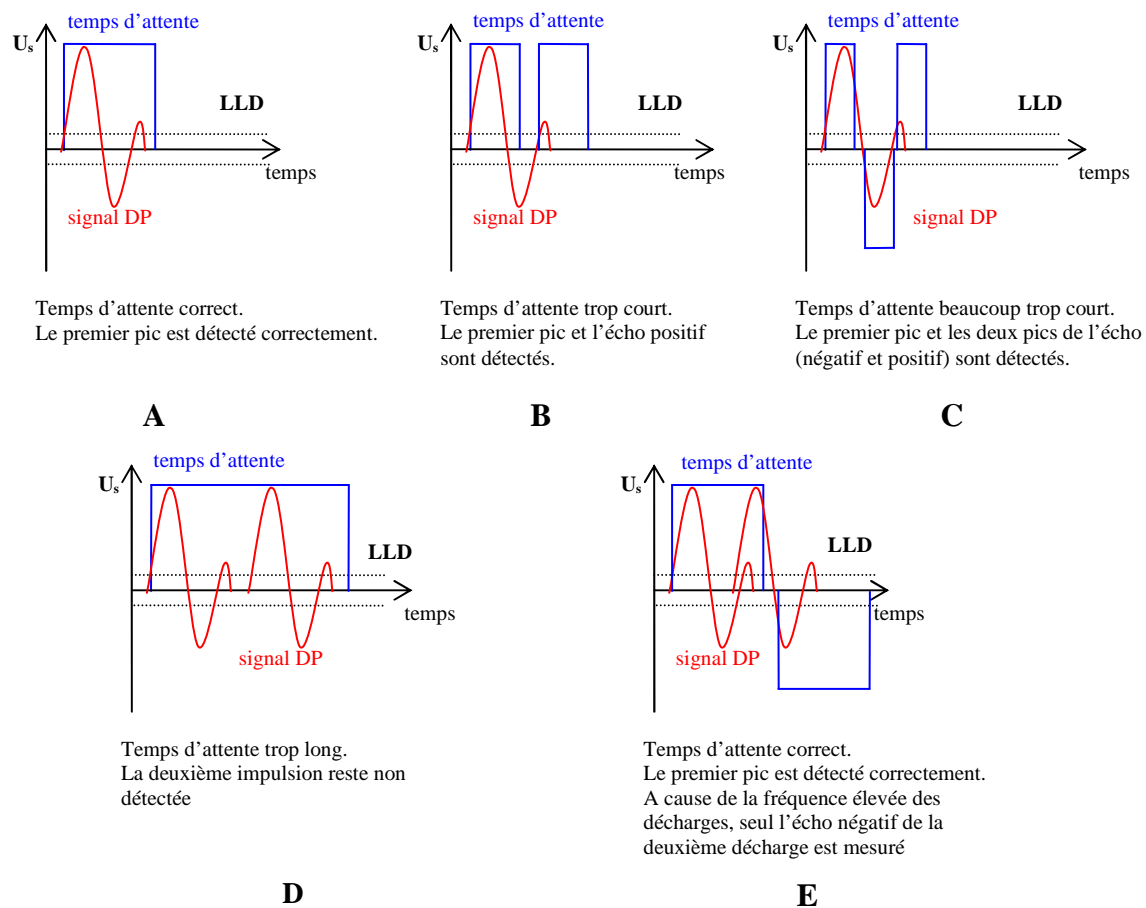 temps d'attente
U_s
LLD
temps
signal DP
Temps d'attente correct.
Le premier pic est détecté correctement.
A
temps d'attente
U_s
LLD
temps
signal DP
Temps d'attente trop court.
Le premier pic et l'écho positif
sont détectés.
B
temps d'attente
U_s
LLD
temps
signal DP
Temps d'attente beaucoup trop court.
Le premier pic et les deux pics de l'écho
(négatif et positif) sont détectés.
C
temps d'attente
U_s
LLD
temps
signal DP
Temps d'attente trop long.
La deuxième impulsion reste non
détectée
D
temps d'attente
U_s
LLD
temps
signal DP
Temps d'attente correct.
Le premier pic est détecté correctement.
A cause de la fréquence élevée des
décharges, seul l'écho négatif de la
deuxième décharge est mesuré
E